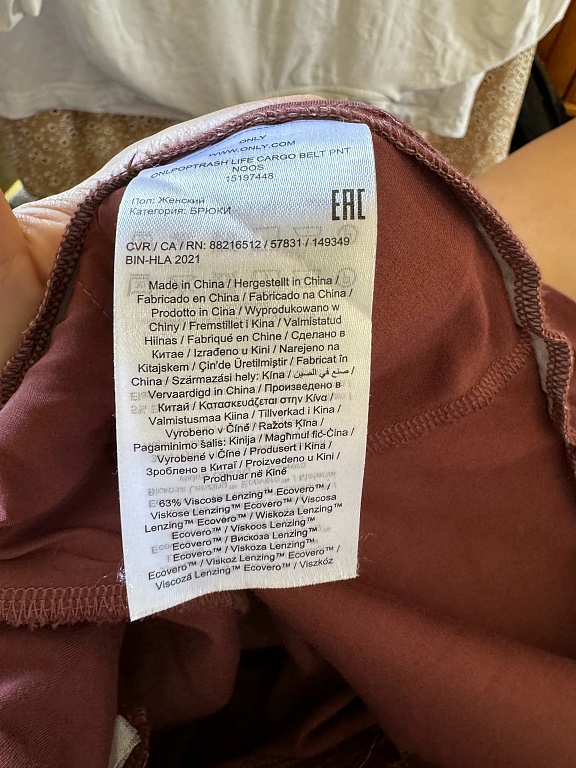 ONLY
WWW.ONLY.COM
ONLPOPTRASH LIFE CARGO BELT PNT
NOOS
15197448
Пол: Женский
Категория: БРЮКИ
EAC
CVR / CA / RN: 88216512 / 57831 / 149349
BIN-HLA 2021
Made in China / Hergestellt in China /
Fabricado en China / Fabricado na China /
Prodotto in Cina / Wyprodukowano w
Chiny / Fremstillet i Kina / Valmistatud
Hiinas / Fabriqué en Chine / Сделано в
Китае / Izrađeno u Kini / Narejeno na
Kitajskem / Çin'de Üretilmiştir / Fabricat în
China / Származási hely: Kína / صنع في الصين /
Vervaardigd in China / Произведено в
Китай / Κατασκευάζεται στην Κίνα /
Valmistusmaa Kiina / Tillverkad i Kina /
Vyrobeno v Číně / Ražots Ķīna /
Pagaminimo šalis: Kinija / Magħmul fiċ-Ċina /
Vyrobené v Číne / Produsert i Kina /
Зроблено в Китаї / Proizvedeno u Kini /
Prodhuar në Kinë
63% Viscose Lenzing™ Ecovero™ /
Viskose Lenzing™ Ecovero™ / Viscosa
Lenzing™ Ecovero™ / Wiskoza Lenzing™
Ecovero™ / Viskoos Lenzing™
Ecovero™ / Вискоза Lenzing™
Ecovero™ / Viskoza Lenzing™
Ecovero™ / Viskoz Lenzing™ Ecovero™ /
Viscoză Lenzing™ Ecovero™ / Viszkóz